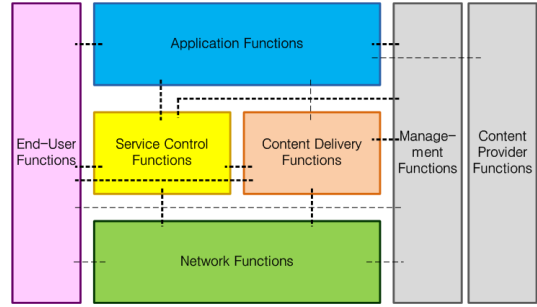 Application Functions
End-User
Functions
Service Control
Functions
Content Delivery
Functions
Manage-
ment
Functions
Content
Provider
Functions
Network Functions